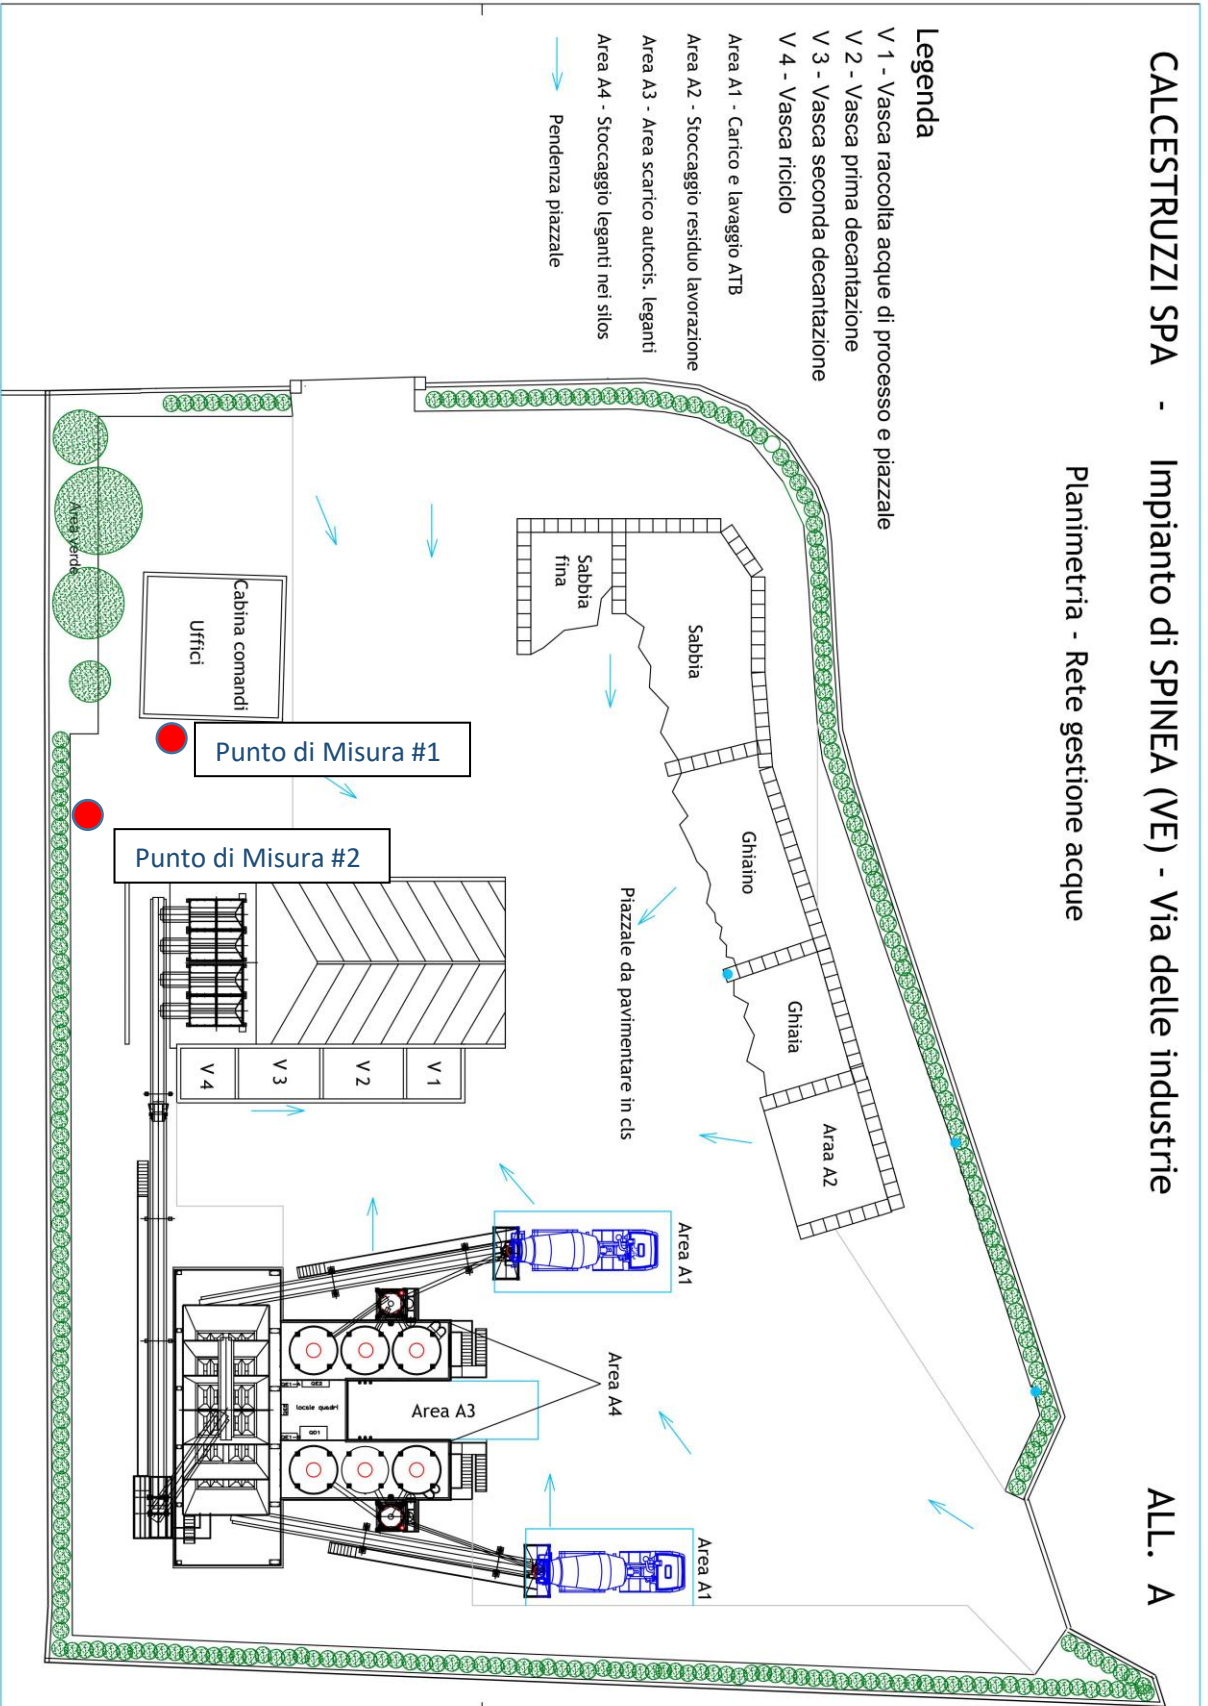 CALCESTRUZZI SPA - Impianto di SPINEA (VE) - Via delle industrie
ALL. A
Planimetria - Rete gestione acque
Legenda
V 1 - Vasca raccolta acque di processo e piazzale
V 2 - Vasca prima decantazione
V 3 - Vasca seconda decantazione
V 4 - Vasca riciclo
Area A1 - Carico e lavaggio ATB
Area A2 - Stoccaggio residuo lavorazione
Area A3 - Area scarico autocis. leganti
Area A4 - Stoccaggio leganti nei silos
Pendenza piazzale
Sabbia
fina
Sabbia
Ghiaino
Ghiaia
Araa A2
Piazzale da pavimentare in cls
Area verde
Cabina comandi
Uffici
Punto di Misura #1
Punto di Misura #2
V 1
V 2
V 3
V 4
Area A1
Area A4
Area A3
locale quadri
Area A1